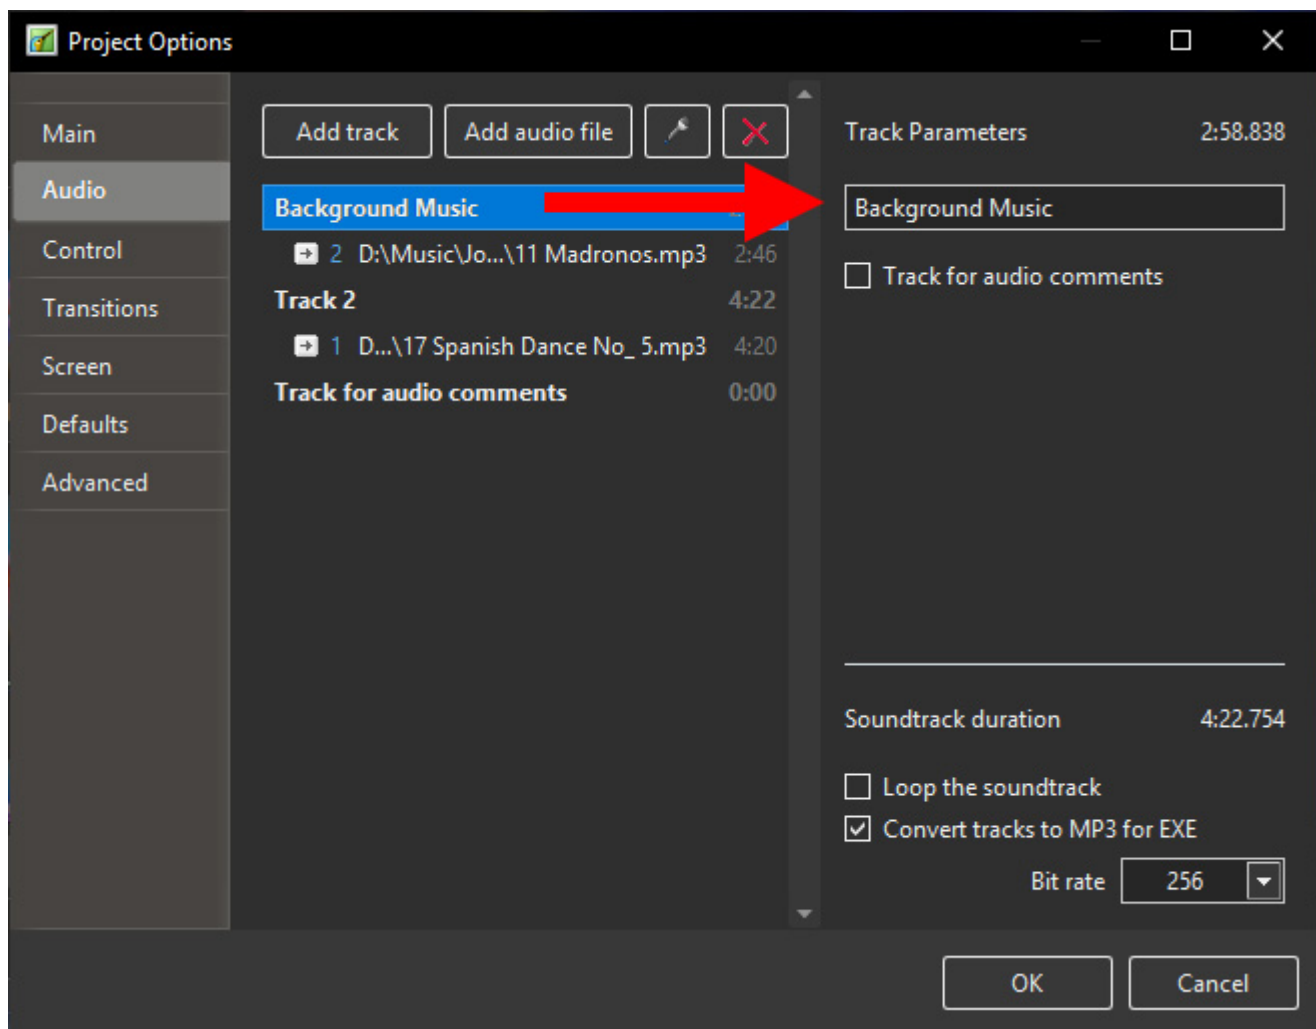 Project Options
Main
Audio
Control
Transitions
Screen
Defaults
Advanced
Add track
Add audio file
Background Music
2 D:\Music\Jo...\11 Madronos.mp3 2:46
Track 2 4:22
1 D...\17 Spanish Dance No_ 5.mp3 4:20
Track for audio comments 0:00
Track Parameters 2:58.838
Background Music
Track for audio comments
Soundtrack duration 4:22.754
Loop the soundtrack
Convert tracks to MP3 for EXE
Bit rate 256
OK Cancel